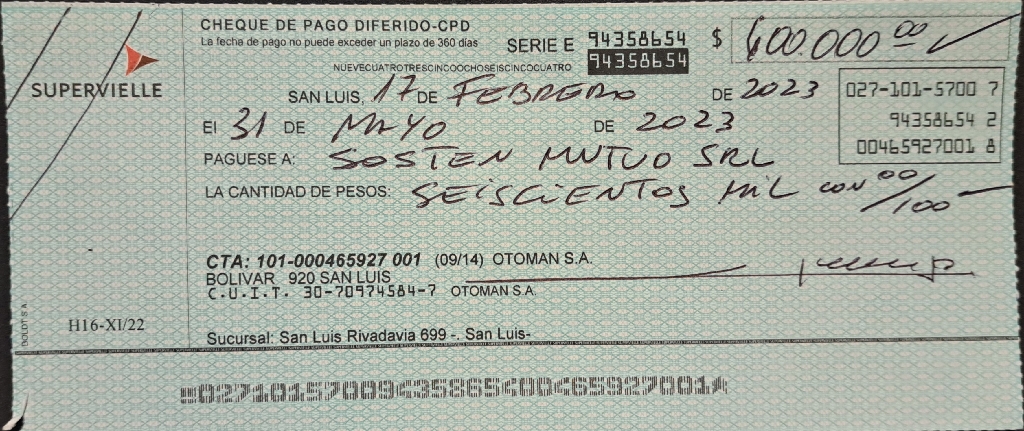 CHEQUE DE PAGO DIFERIDO-CPD
La fecha de pago no puede exceder un plazo de 360 días
SERIE E 94358654 $ 600.000 00
94358654
NUEVECUATROTRESCINCOOCHOSEISCINCOCUATRO
SUPERVIELLE
SAN LUIS, 17 DE FEBRERO DE 2023
027-101-5700 7
94358654 2
00465927001 8
El 31 DE MAYO DE 2023
PAGUESE A: SOSTEN MUTUO SRL
LA CANTIDAD DE PESOS: SEISCIENTOS MIL CON 00/100
CTA: 101-000465927 001 (09/14) OTOMAN S.A.
BOLIVAR 920 SAN LUIS
C.U.I.T. 30-70974584-7 OTOMAN S.A.
BOLDT S A
H16-XI/22
Sucursal: San Luis Rivadavia 699 -. San Luis-
02710157009435865400465927001